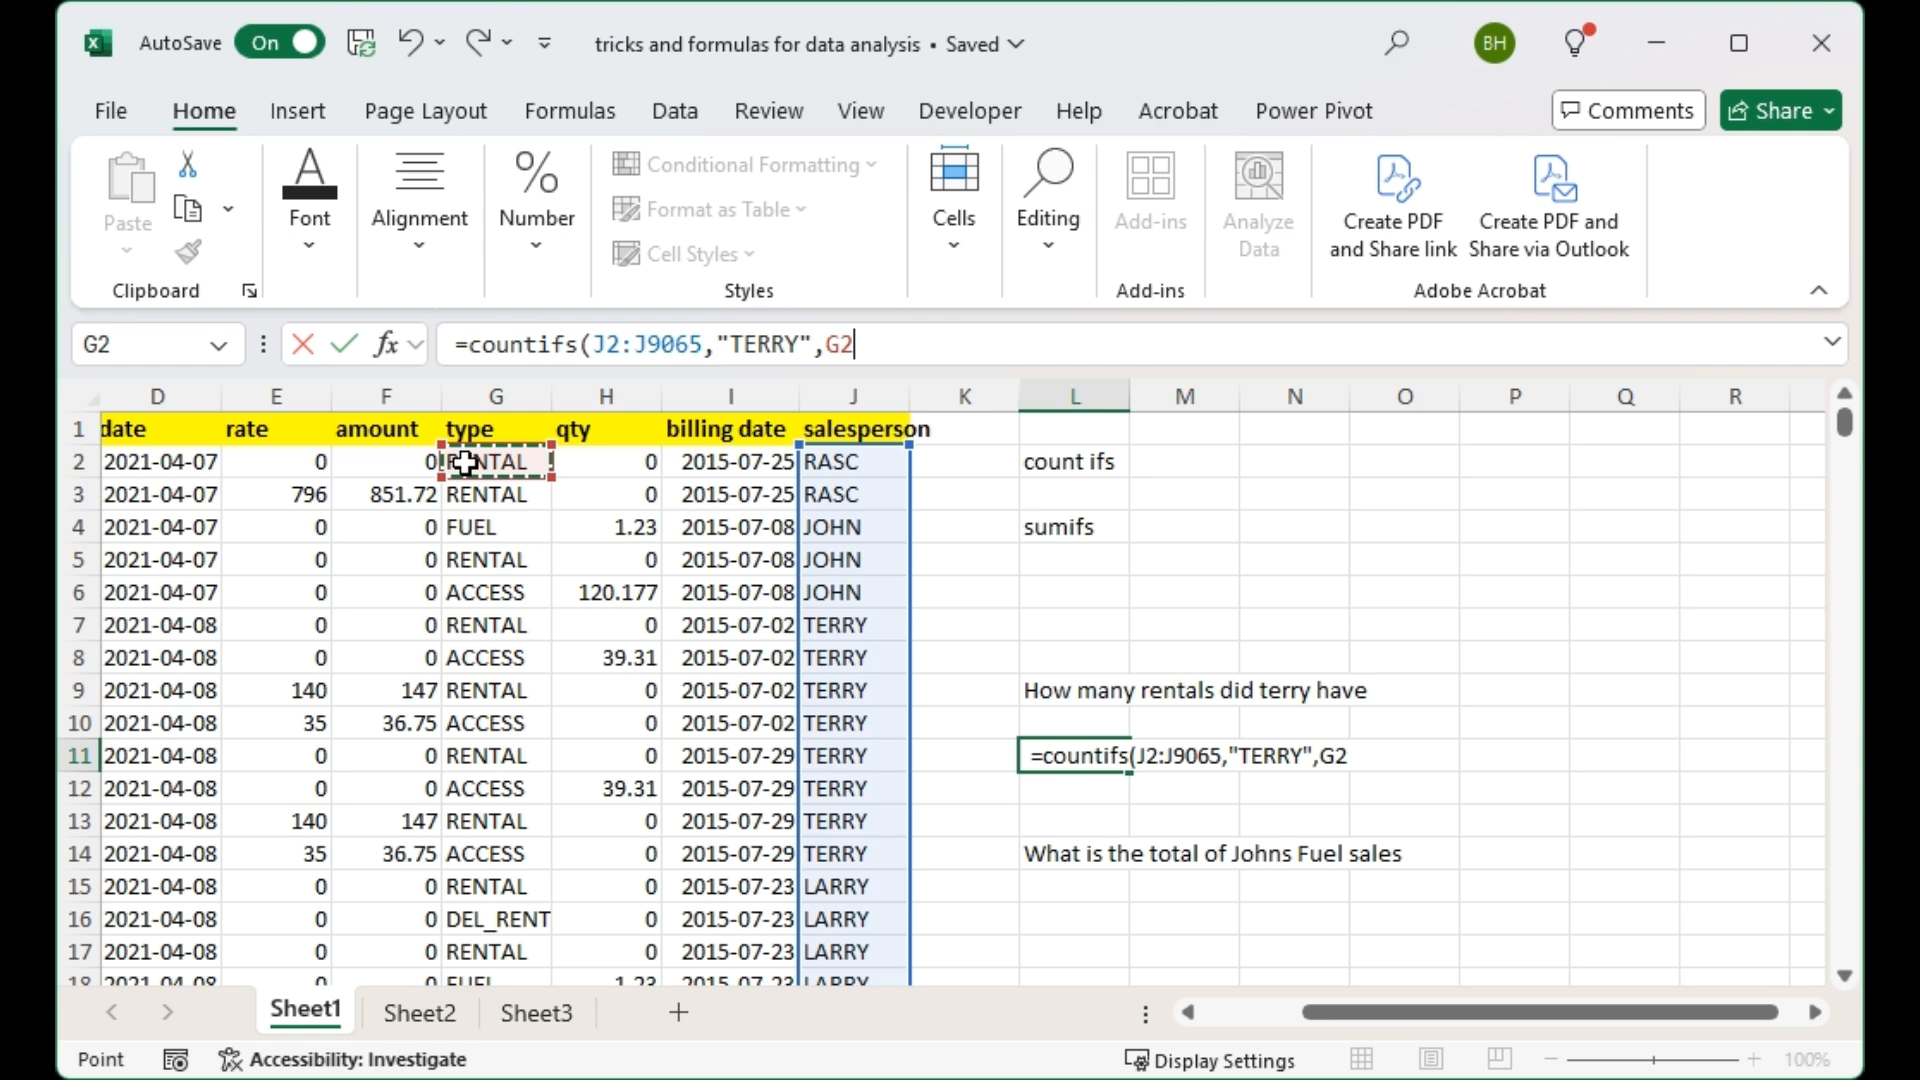 AutoSave On tricks and formulas for data analysis • Saved BH
File Home Insert Page Layout Formulas Data Review View Developer Help Acrobat Power Pivot Comments Share
Paste
Clipboard
Font
Alignment
%
Number
Conditional Formatting
Format as Table
Cell Styles
Styles
Cells
Editing
Add-ins
Add-ins
Analyze
Data
Create PDF
and Share link
Create PDF and
Share via Outlook
Adobe Acrobat
G2 fx =countifs(J2:J9065,"TERRY",G2
D E F G H I J K L M N O P Q R
1 date rate amount type qty billing date salesperson
2 2021-04-07 0 0 RENTAL 0 2015-07-25 RASC count ifs
3 2021-04-07 796 851.72 RENTAL 0 2015-07-25 RASC
4 2021-04-07 0 0 FUEL 1.23 2015-07-08 JOHN sumifs
5 2021-04-07 0 0 RENTAL 0 2015-07-08 JOHN
6 2021-04-07 0 0 ACCESS 120.177 2015-07-08 JOHN
7 2021-04-08 0 0 RENTAL 0 2015-07-02 TERRY
8 2021-04-08 0 0 ACCESS 39.31 2015-07-02 TERRY
9 2021-04-08 140 147 RENTAL 0 2015-07-02 TERRY How many rentals did terry have
10 2021-04-08 35 36.75 ACCESS 0 2015-07-02 TERRY
11 2021-04-08 0 0 RENTAL 0 2015-07-29 TERRY =countifs(J2:J9065,"TERRY",G2
12 2021-04-08 0 0 ACCESS 39.31 2015-07-29 TERRY
13 2021-04-08 140 147 RENTAL 0 2015-07-29 TERRY
14 2021-04-08 35 36.75 ACCESS 0 2015-07-29 TERRY What is the total of Johns Fuel sales
15 2021-04-08 0 0 RENTAL 0 2015-07-23 LARRY
16 2021-04-08 0 0 DEL_RENT 0 2015-07-23 LARRY
17 2021-04-08 0 0 RENTAL 0 2015-07-23 LARRY
18 2021-04-08 0 0 FUEL 1.23 2015-07-23 LARRY
Sheet1 Sheet2 Sheet3
Point Accessibility: Investigate Display Settings 100%